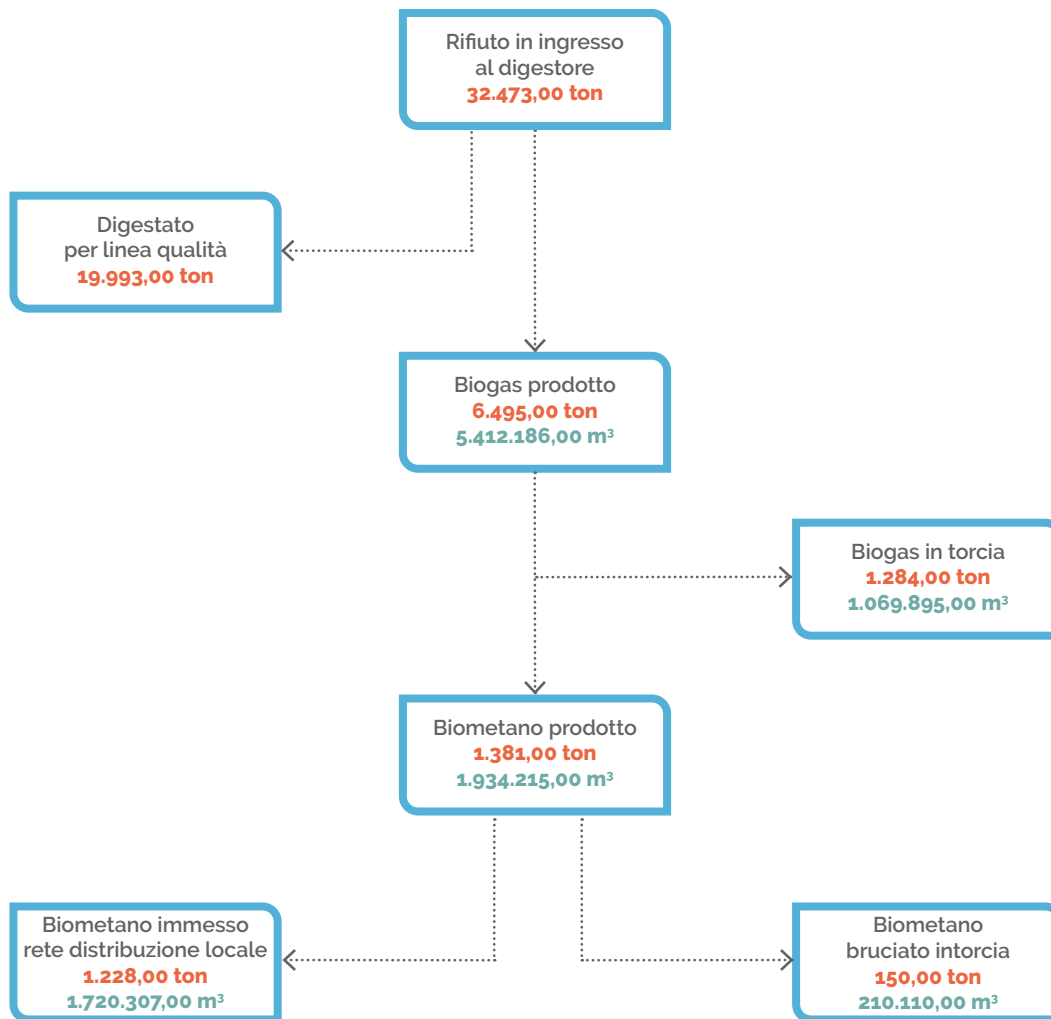 Rifiuto in ingresso
al digestore
32.473,00 ton
Digestato
per linea qualità
19.993,00 ton
Biogas prodotto
6.495,00 ton
5.412.186,00 m³
Biogas in torcia
1.284,00 ton
1.069.895,00 m³
Biometano prodotto
1.381,00 ton
1.934.215,00 m³
Biometano immesso
rete distribuzione locale
1.228,00 ton
1.720.307,00 m³
Biometano
bruciato intorcia
150,00 ton
210.110,00 m³